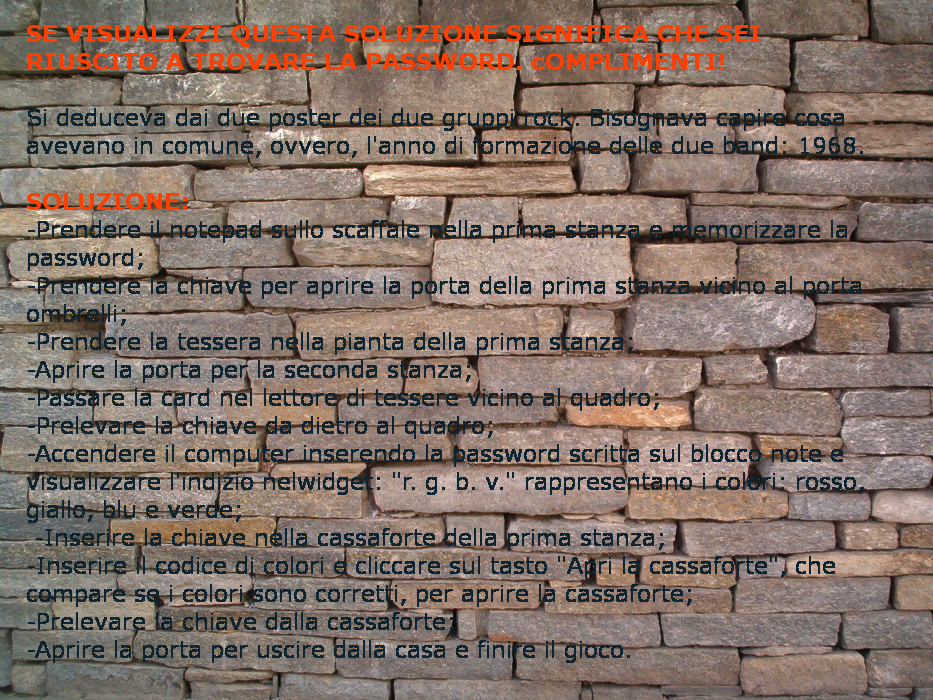 SE VISUALIZZI QUESTA SOLUZIONE SIGNIFICA CHE SEI
RIUSCITO A TROVARE LA PASSWORD. cOMPLIMENTI!
Si deduceva dai due poster dei due gruppi rock. Bisognava capire cosa
avevano in comune, ovvero, l'anno di formazione delle due band: 1968.
SOLUZIONE:
-Prendere il notepad sullo scaffale nella prima stanza e memorizzare la
password;
-Prendere la chiave per aprire la porta della prima stanza vicino al porta
ombrelli;
-Prendere la tessera nella pianta della prima stanza;
-Aprire la porta per la seconda stanza;
-Passare la card nel lettore di tessere vicino al quadro;
-Prelevare la chiave da dietro al quadro;
-Accendere il computer inserendo la password scritta sul blocco note e
visualizzare l'indizio nelwidget: "r. g. b. v." rappresentano i colori: rosso,
giallo, blu e verde;
-Inserire la chiave nella cassaforte della prima stanza;
-Inserire il codice di colori e cliccare sul tasto "Apri la cassaforte", che
compare se i colori sono corretti, per aprire la cassaforte;
-Prelevare la chiave dalla cassaforte;
-Aprire la porta per uscire dalla casa e finire il gioco.